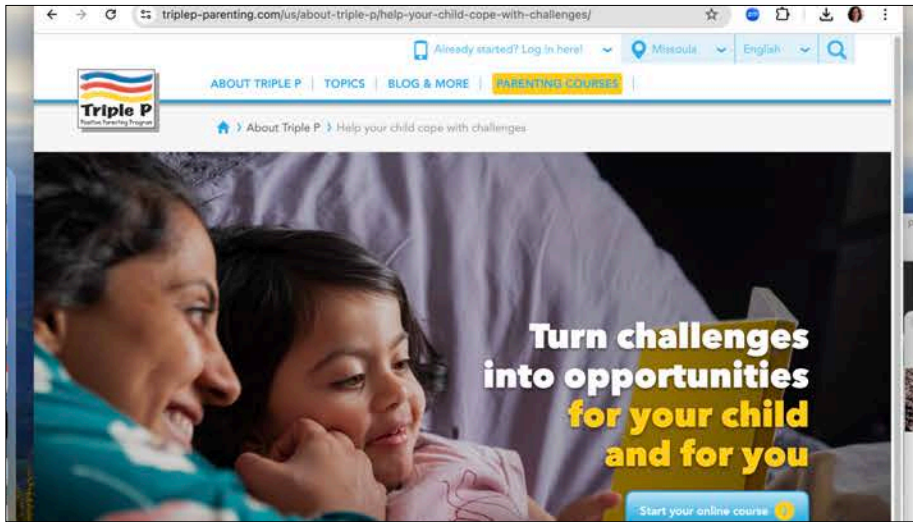 triplep-parenting.com/us/about-triple-p/help-your-child-cope-with-challenges/
Already started? Log in here!
Missoula
English
Triple P
Positive Parenting Program
ABOUT TRIPLE P | TOPICS | BLOG & MORE | PARENTING COURSES |
About Triple P
Help your child cope with challenges
Turn challenges
into opportunities
for your child
and for you
Start your online course